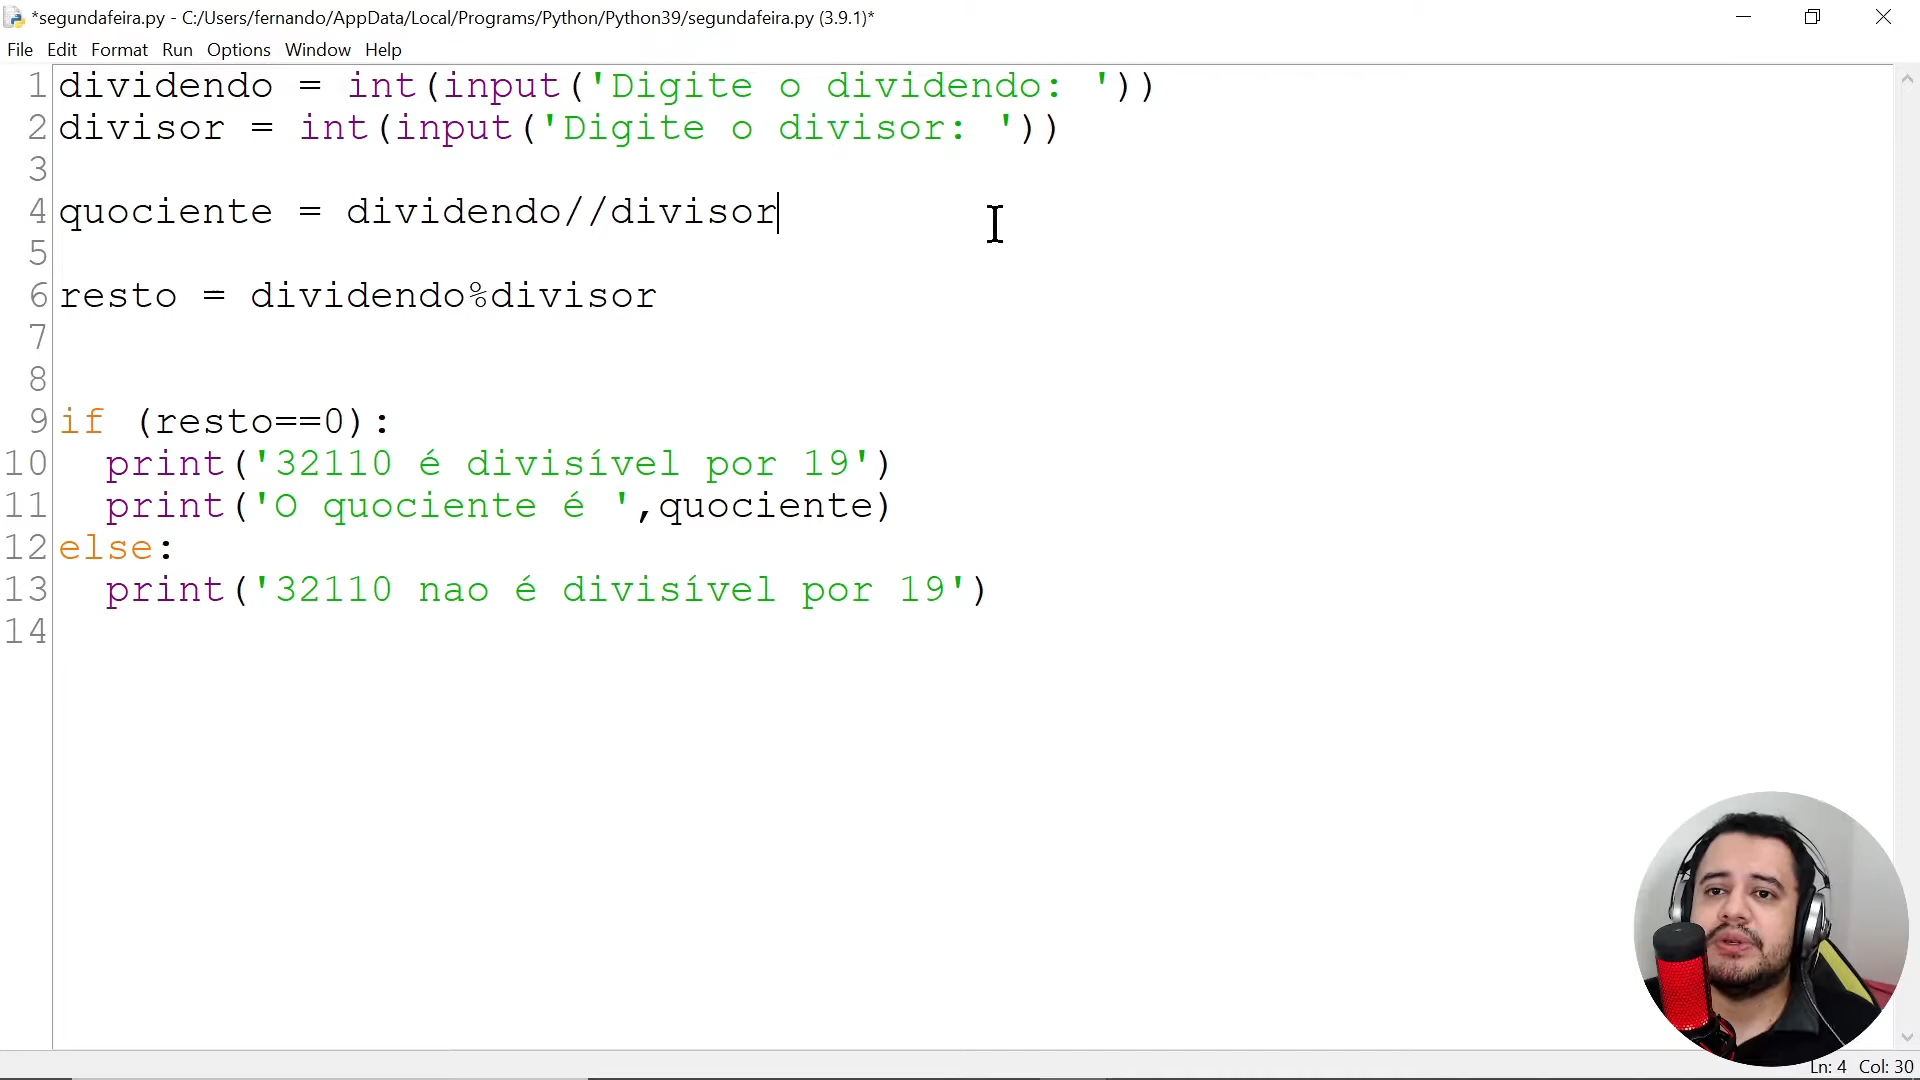 *segundafeira.py - C:/Users/fernando/AppData/Local/Programs/Python/Python39/segundafeira.py (3.9.1)*
File Edit Format Run Options Window Help
1 dividendo = int(input('Digite o dividendo: '))
2 divisor = int(input('Digite o divisor: '))
3
4 quociente = dividendo//divisor
5
6 resto = dividendo%divisor
7
8
9 if (resto==0):
10   print('32110 é divisível por 19')
11   print('O quociente é ',quociente)
12 else:
13   print('32110 nao é divisível por 19')
14
Ln: 4 Col: 30